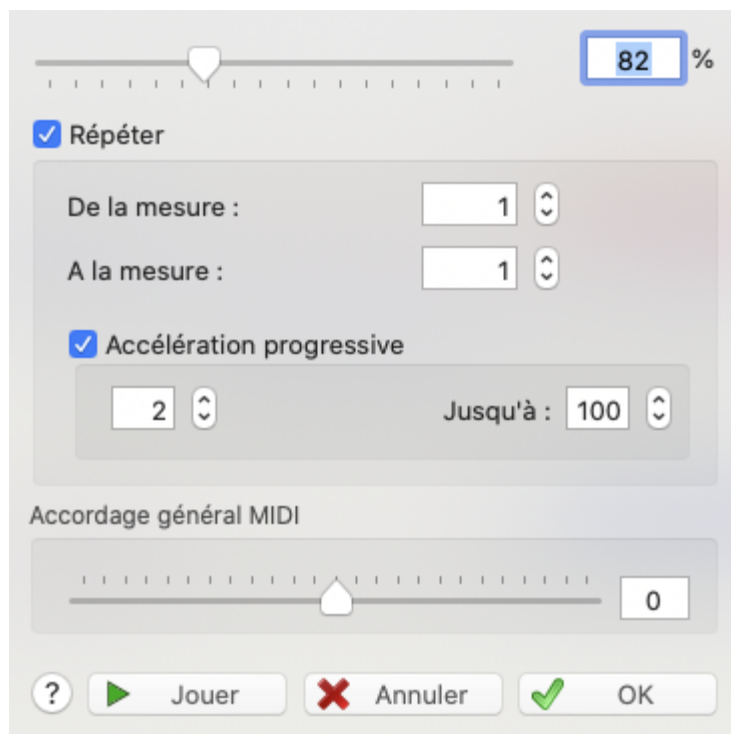 82 %
Répéter
De la mesure : 1
A la mesure : 1
Accélération progressive
2 Jusqu'à : 100
Accordage général MIDI
0
? Jouer Annuler OK